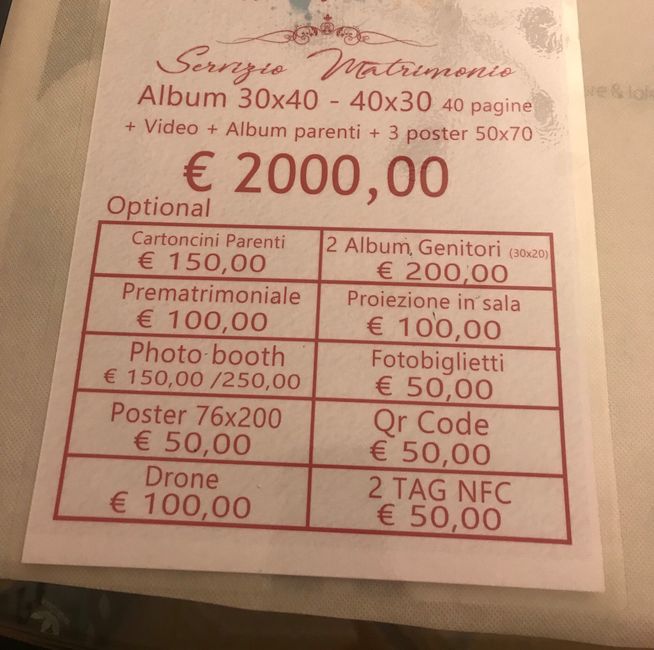 Servizio Matrimonio
Album 30x40 - 40x30 40 pagine
+ Video + Album parenti + 3 poster 50x70
€ 2000,00
Optional
Cartoncini Parenti
€ 150,00
2 Album Genitori (30x20)
€ 200,00
Prematrimoniale
€ 100,00
Proiezione in sala
€ 100,00
Photo booth
€ 150,00 /250,00
Fotobiglietti
€ 50,00
Poster 76x200
€ 50,00
Qr Code
€ 50,00
Drone
€ 100,00
2 TAG NFC
€ 50,00